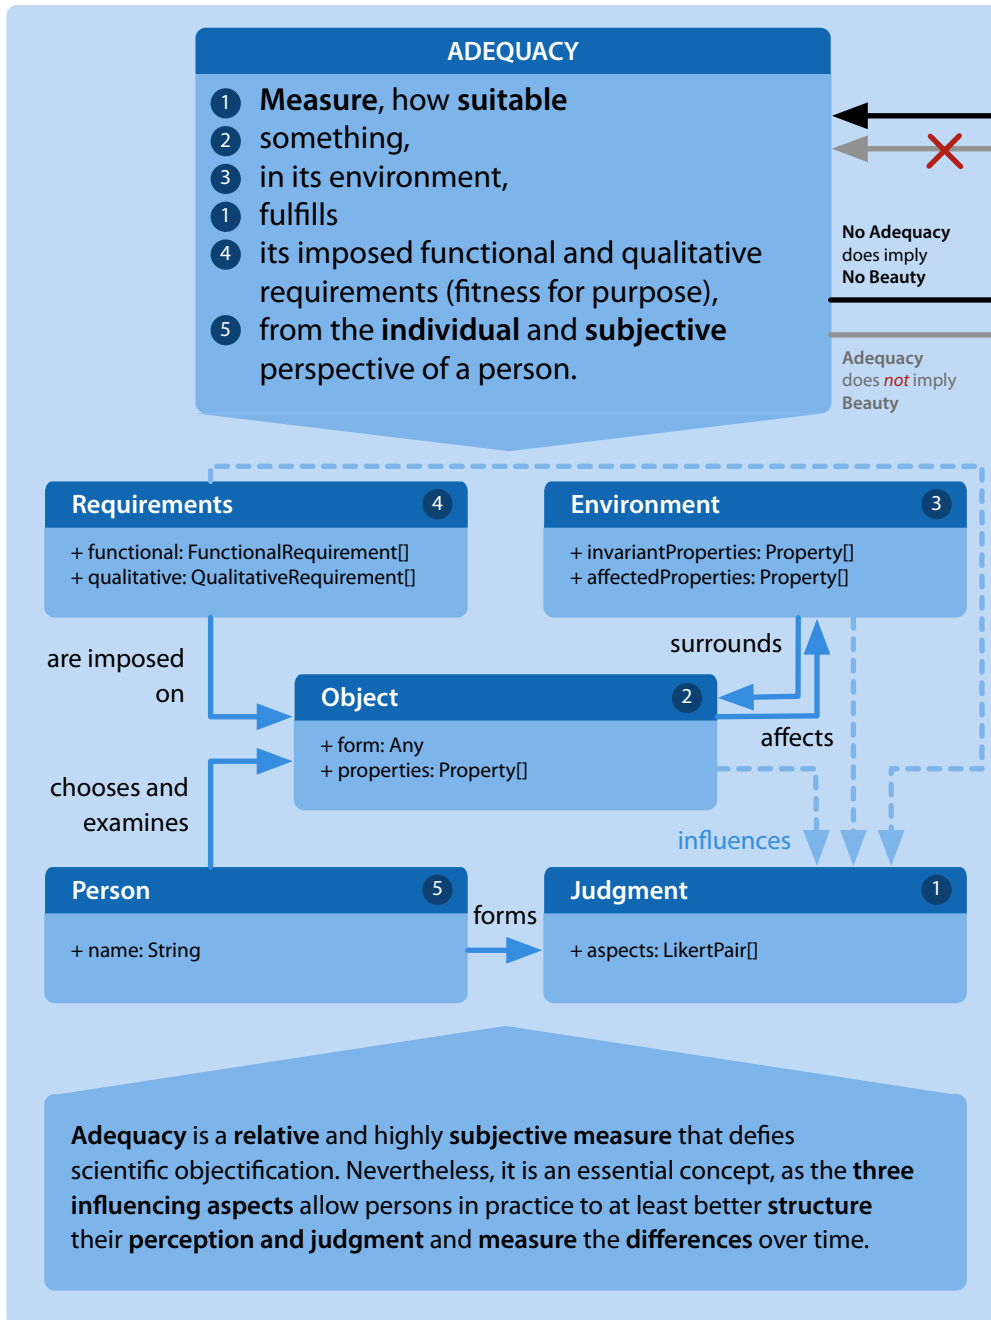 ADEQUACY
1 Measure, how suitable
2 something,
3 in its environment,
1 fulfills
4 its imposed functional and qualitative
requirements (fitness for purpose),
5 from the individual and subjective
perspective of a person.
No Adequacy
does imply
No Beauty
Adequacy
does not imply
Beauty
Requirements 4
+ functional: FunctionalRequirement[]
+ qualitative: QualitativeRequirement[]
Environment 3
+ invariantProperties: Property[]
+ affectedProperties: Property[]
are imposed
on
surrounds
Object 2
+ form: Any
+ properties: Property[]
affects
chooses and
examines
influences
Person 5
+ name: String
forms
Judgment 1
+ aspects: LikertPair[]
Adequacy is a relative and highly subjective measure that defies
scientific objectification. Nevertheless, it is an essential concept, as the three
influencing aspects allow persons in practice to at least better structure
their perception and judgment and measure the differences over time.